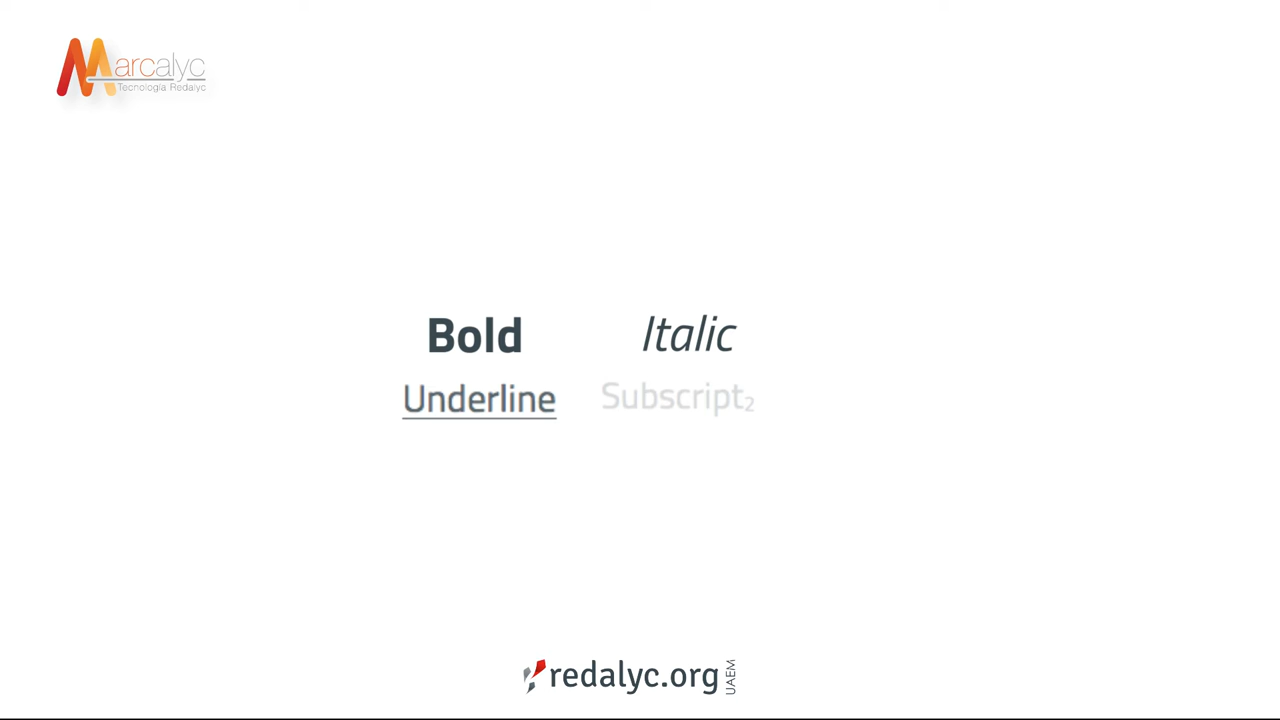 Marcalyc
Tecnología Redalyc
Bold Italic
Underline Subscript₂
redalyc.org UAEM